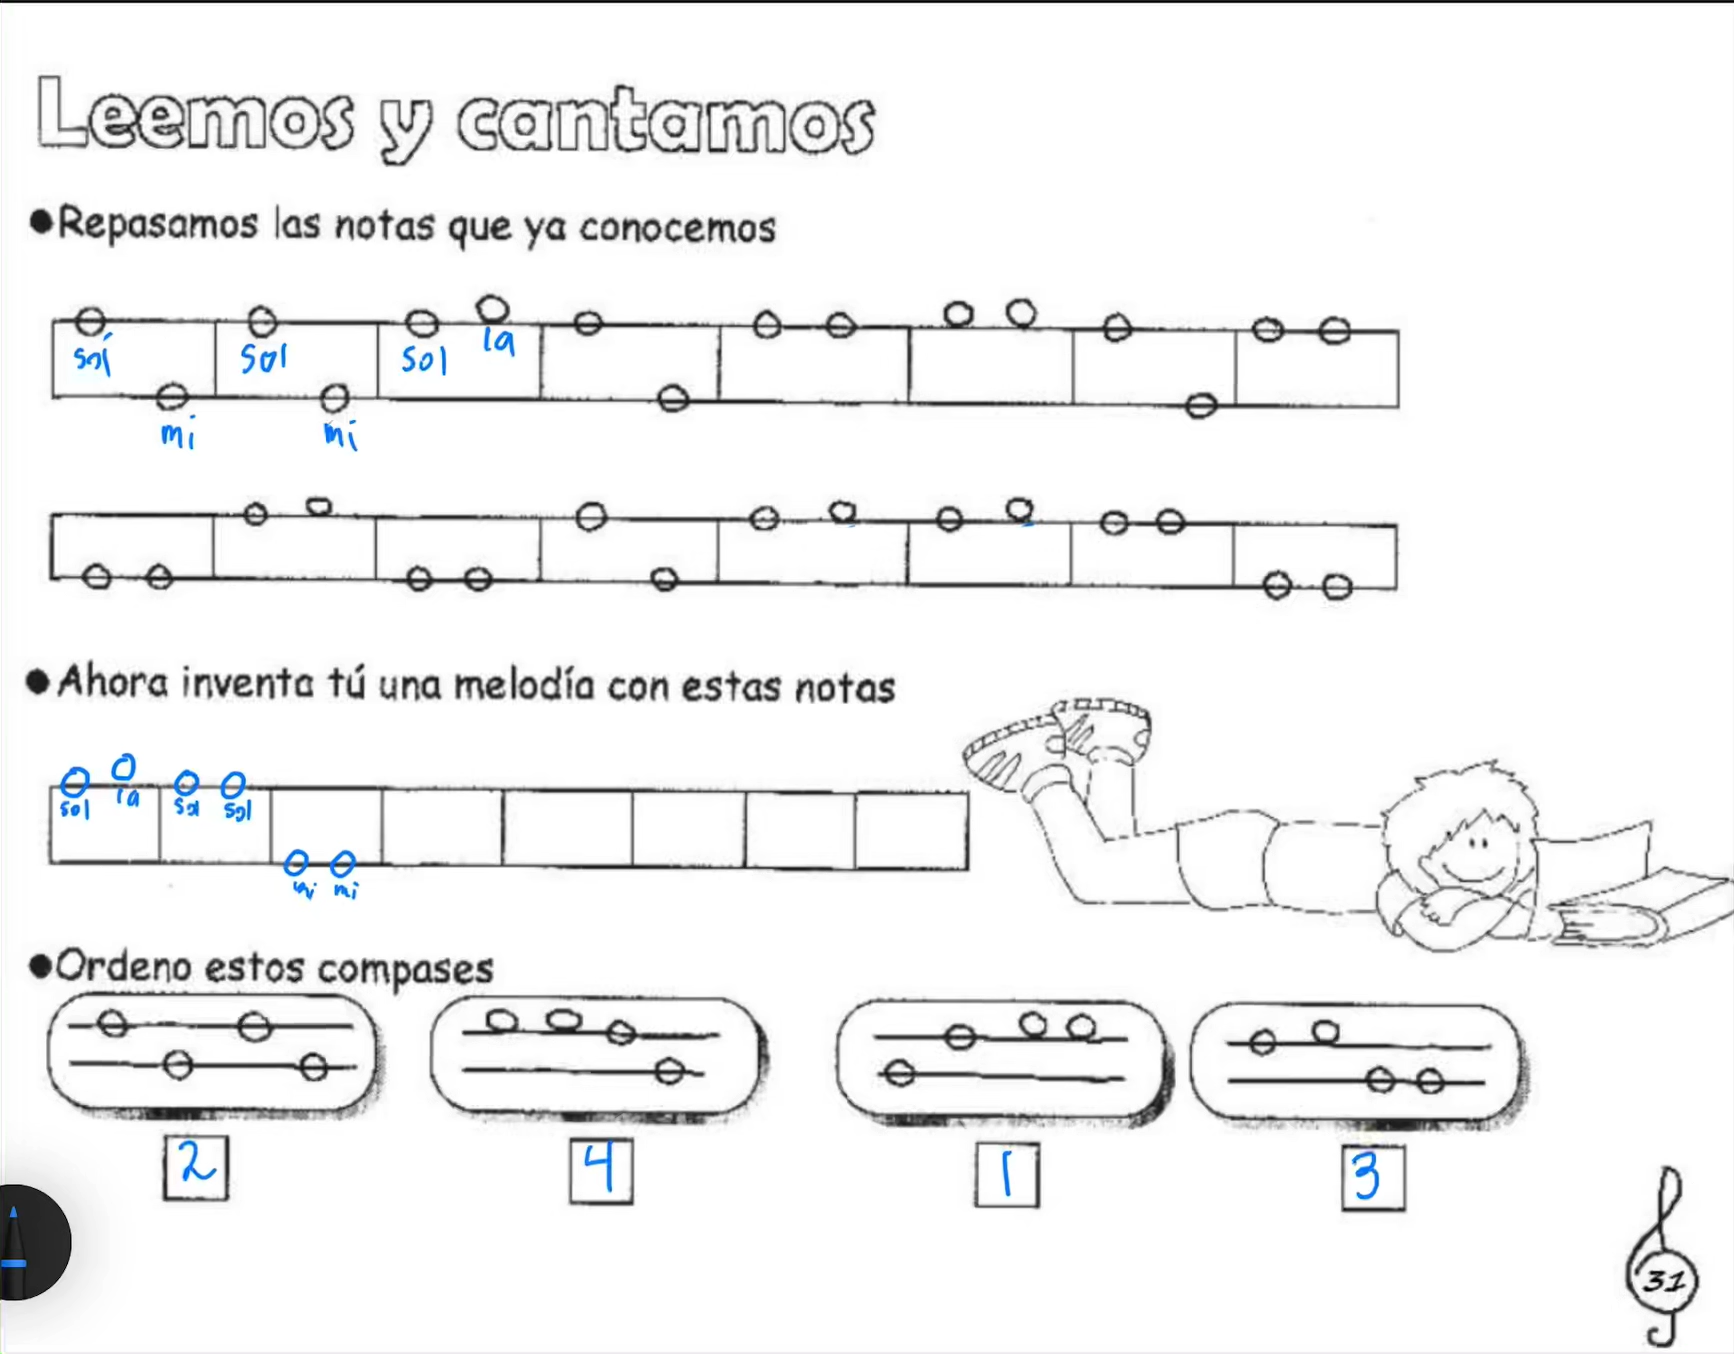 Leemos y cantamos
Repasamos las notas que ya conocemos
sol sol sol la
mi mi
Ahora inventa tú una melodía con estas notas
sol la sol sol
mi mi
Ordeno estos compases
2 4 1 3
31